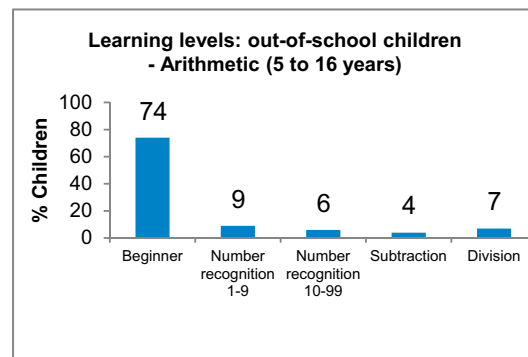 Learning levels: out-of-school children
- Arithmetic (5 to 16 years)
% Children
100
80
60
40
20
0
74
9
6
4
7
Beginner
Number
recognition
1-9
Number
recognition
10-99
Subtraction
Division